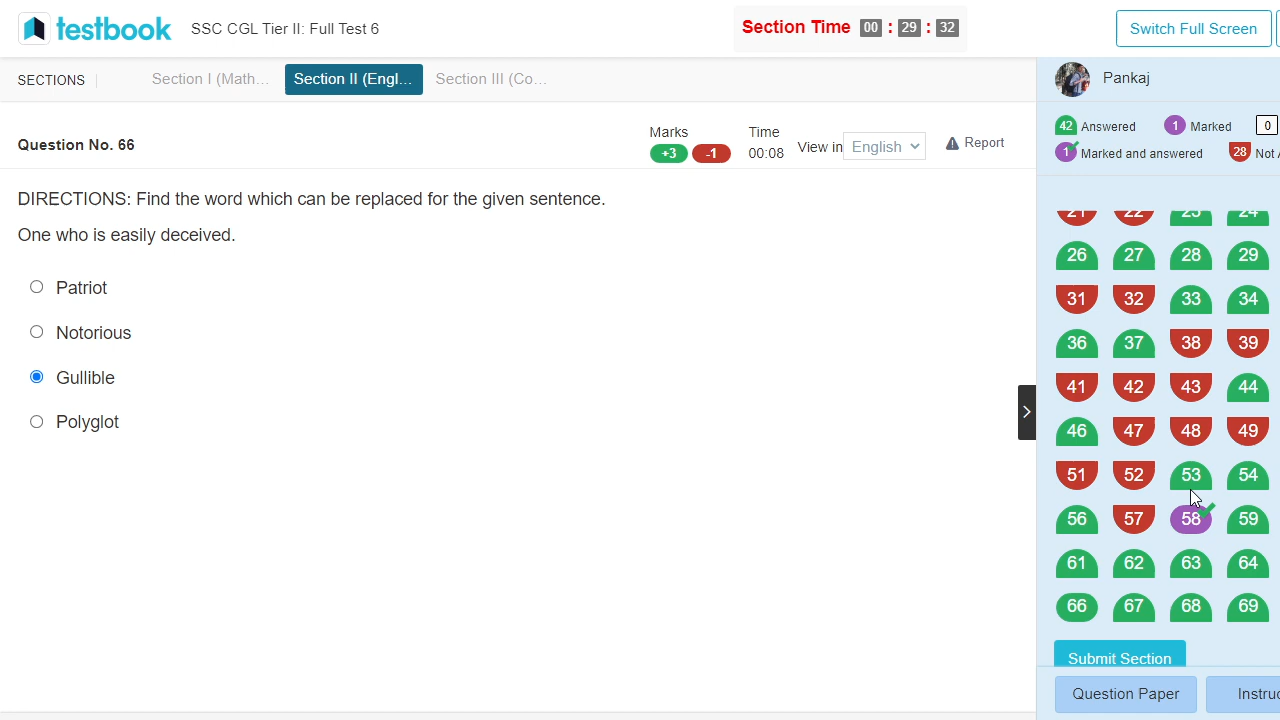 testbook SSC CGL Tier II: Full Test 6 Section Time 00 : 29 : 32 Switch Full Screen
SECTIONS Section I (Math... Section II (Engl... Section III (Co... Pankaj
Question No. 66 Marks +3 -1 Time 00:08 View in English Report
42 Answered 1 Marked 0
1 Marked and answered 28 Not
DIRECTIONS: Find the word which can be replaced for the given sentence.
One who is easily deceived.
Patriot
Notorious
Gullible
Polyglot
21 22 23 24
26 27 28 29
31 32 33 34
36 37 38 39
41 42 43 44
46 47 48 49
51 52 53 54
56 57 58 59
61 62 63 64
66 67 68 69
Submit Section
Question Paper Instruc